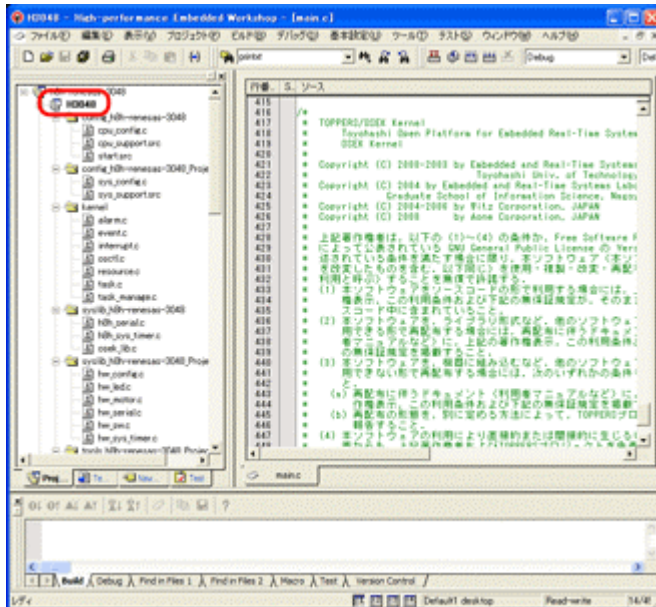 H3048 - High-performance Embedded Workshop - [main.c]
ファイル(F) 編集(E) 表示(V) プロジェクト(P) ビルド(B) デバッグ(D) 基本設定(U) ツール(T) テスト(S) ウィンドウ(W) ヘルプ(H)
printer
Debug
H3048
config_h8h-renesas-3048
cpu_config.c
cpu_support.src
start.src
config_h8h-renesas-3048_Proje
sys_config.c
sys_support.src
kernel
alarm.c
event.c
interrupt.c
osctl.c
resource.c
task.c
task_manage.c
syslib_h8h-renesas-3048
h8h_serial.c
h8h_sys_timer.c
osek_lib.c
syslib_h8h-renesas-3048_Proje
hw_config.c
hw_led.c
hw_motor.c
hw_serial.c
hw_sw.c
hw_sys_timer.c
tools_h8h-renesas-3048_Projec
Proj...
Te...
Nav...
Test
行番... S... ソース
415
416 /*
417 * TOPPERS/OSEK Kernel
418 * Toyohashi Open Platform for Embedded Real-Time System
419 * OSEK Kernel
420 *
421 * Copyright (C) 2000-2003 by Embedded and Real-Time Systems
422 * Toyohashi Univ. of Technology
423 * Copyright (C) 2004 by Embedded and Real-Time Systems Labo
424 * Graduate School of Information Science, Nagoy
425 * Copyright (C) 2004-2006 by Witz Corporation, JAPAN
426 * Copyright (C) 2008 by Aone Corporation, JAPAN
427 *
428 * 上記著作権者は、以下の (1)~(4) の条件か、Free Software F
429 * によって公表されている GNU General Public License の Vers
430 * 述されている条件を満たす場合に限り、本ソフトウェア(本ソ
431 * を改変したものを含む。以下同じ)を使用・複製・改変・再配
432 * 利用と呼ぶ)することを無償で許諾する。
433 * (1) 本ソフトウェアをソースコードの形で利用する場合には、
434 * 権表示、この利用条件および下記の無保証規定が、そのまま
435 * スコード中に含まれていること。
436 * (2) 本ソフトウェアを、ライブラリ形式など、他のソフトウェ
437 * 用できる形で再配布する場合には、再配布に伴うドキュメン
438 * 者マニュアルなど)に、上記の著作権表示、この利用条件お
439 * の無保証規定を掲載すること。
440 * (3) 本ソフトウェアを、機器に組み込むなど、他のソフトウェ
441 * 用できない形で再配布する場合には、次のいずれかの条件を
442 * と。
443 * (a) 再配布に伴うドキュメント(利用者マニュアルなど)に、
444 * 作権表示、この利用条件および下記の無保証規定を掲載
445 * (b) 再配布の形態を、別に定める方法によって、TOPPERSプロ
446 * 報告すること。
447 * (4) 本ソフトウェアの利用により直接的または間接的に生じるい
main.c
Build
Debug
Find in Files 1
Find in Files 2
Macro
Test
Version Control
レディ
Default1 desktop
Read-write